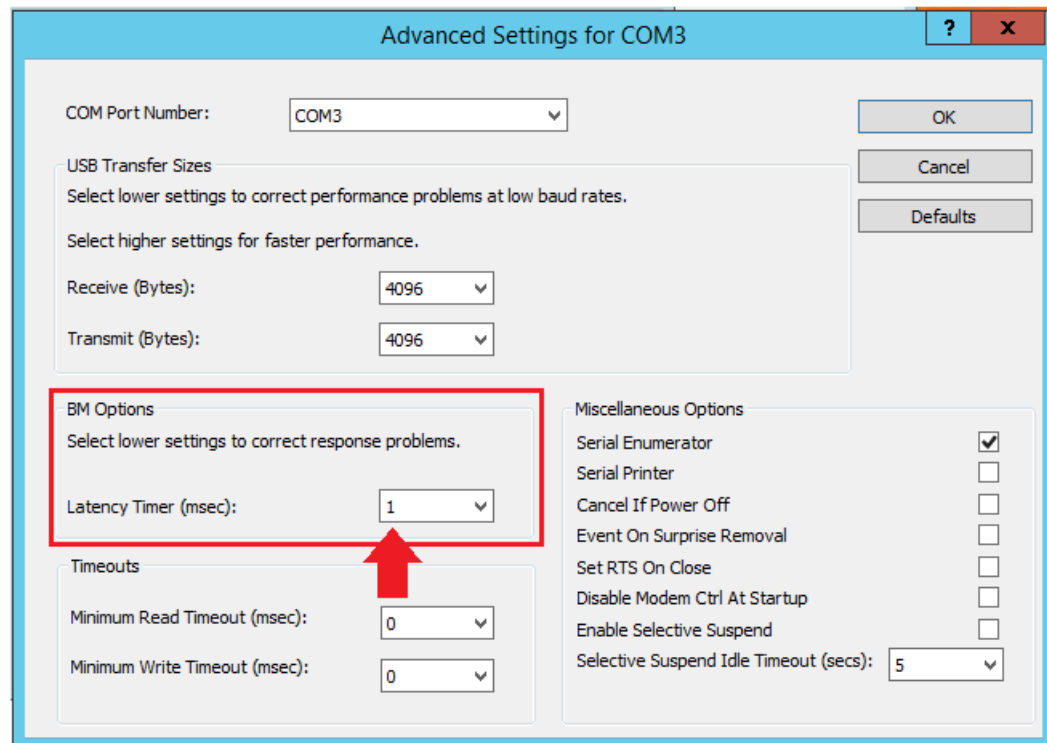 Advanced Settings for COM3
? x
COM Port Number: COM3
OK
USB Transfer Sizes
Cancel
Select lower settings to correct performance problems at low baud rates.
Defaults
Select higher settings for faster performance.
Receive (Bytes): 4096
Transmit (Bytes): 4096
BM Options
Select lower settings to correct response problems.
Latency Timer (msec): 1
Miscellaneous Options
Serial Enumerator
Serial Printer
Cancel If Power Off
Event On Surprise Removal
Set RTS On Close
Disable Modem Ctrl At Startup
Enable Selective Suspend
Selective Suspend Idle Timeout (secs): 5
Timeouts
Minimum Read Timeout (msec): 0
Minimum Write Timeout (msec): 0